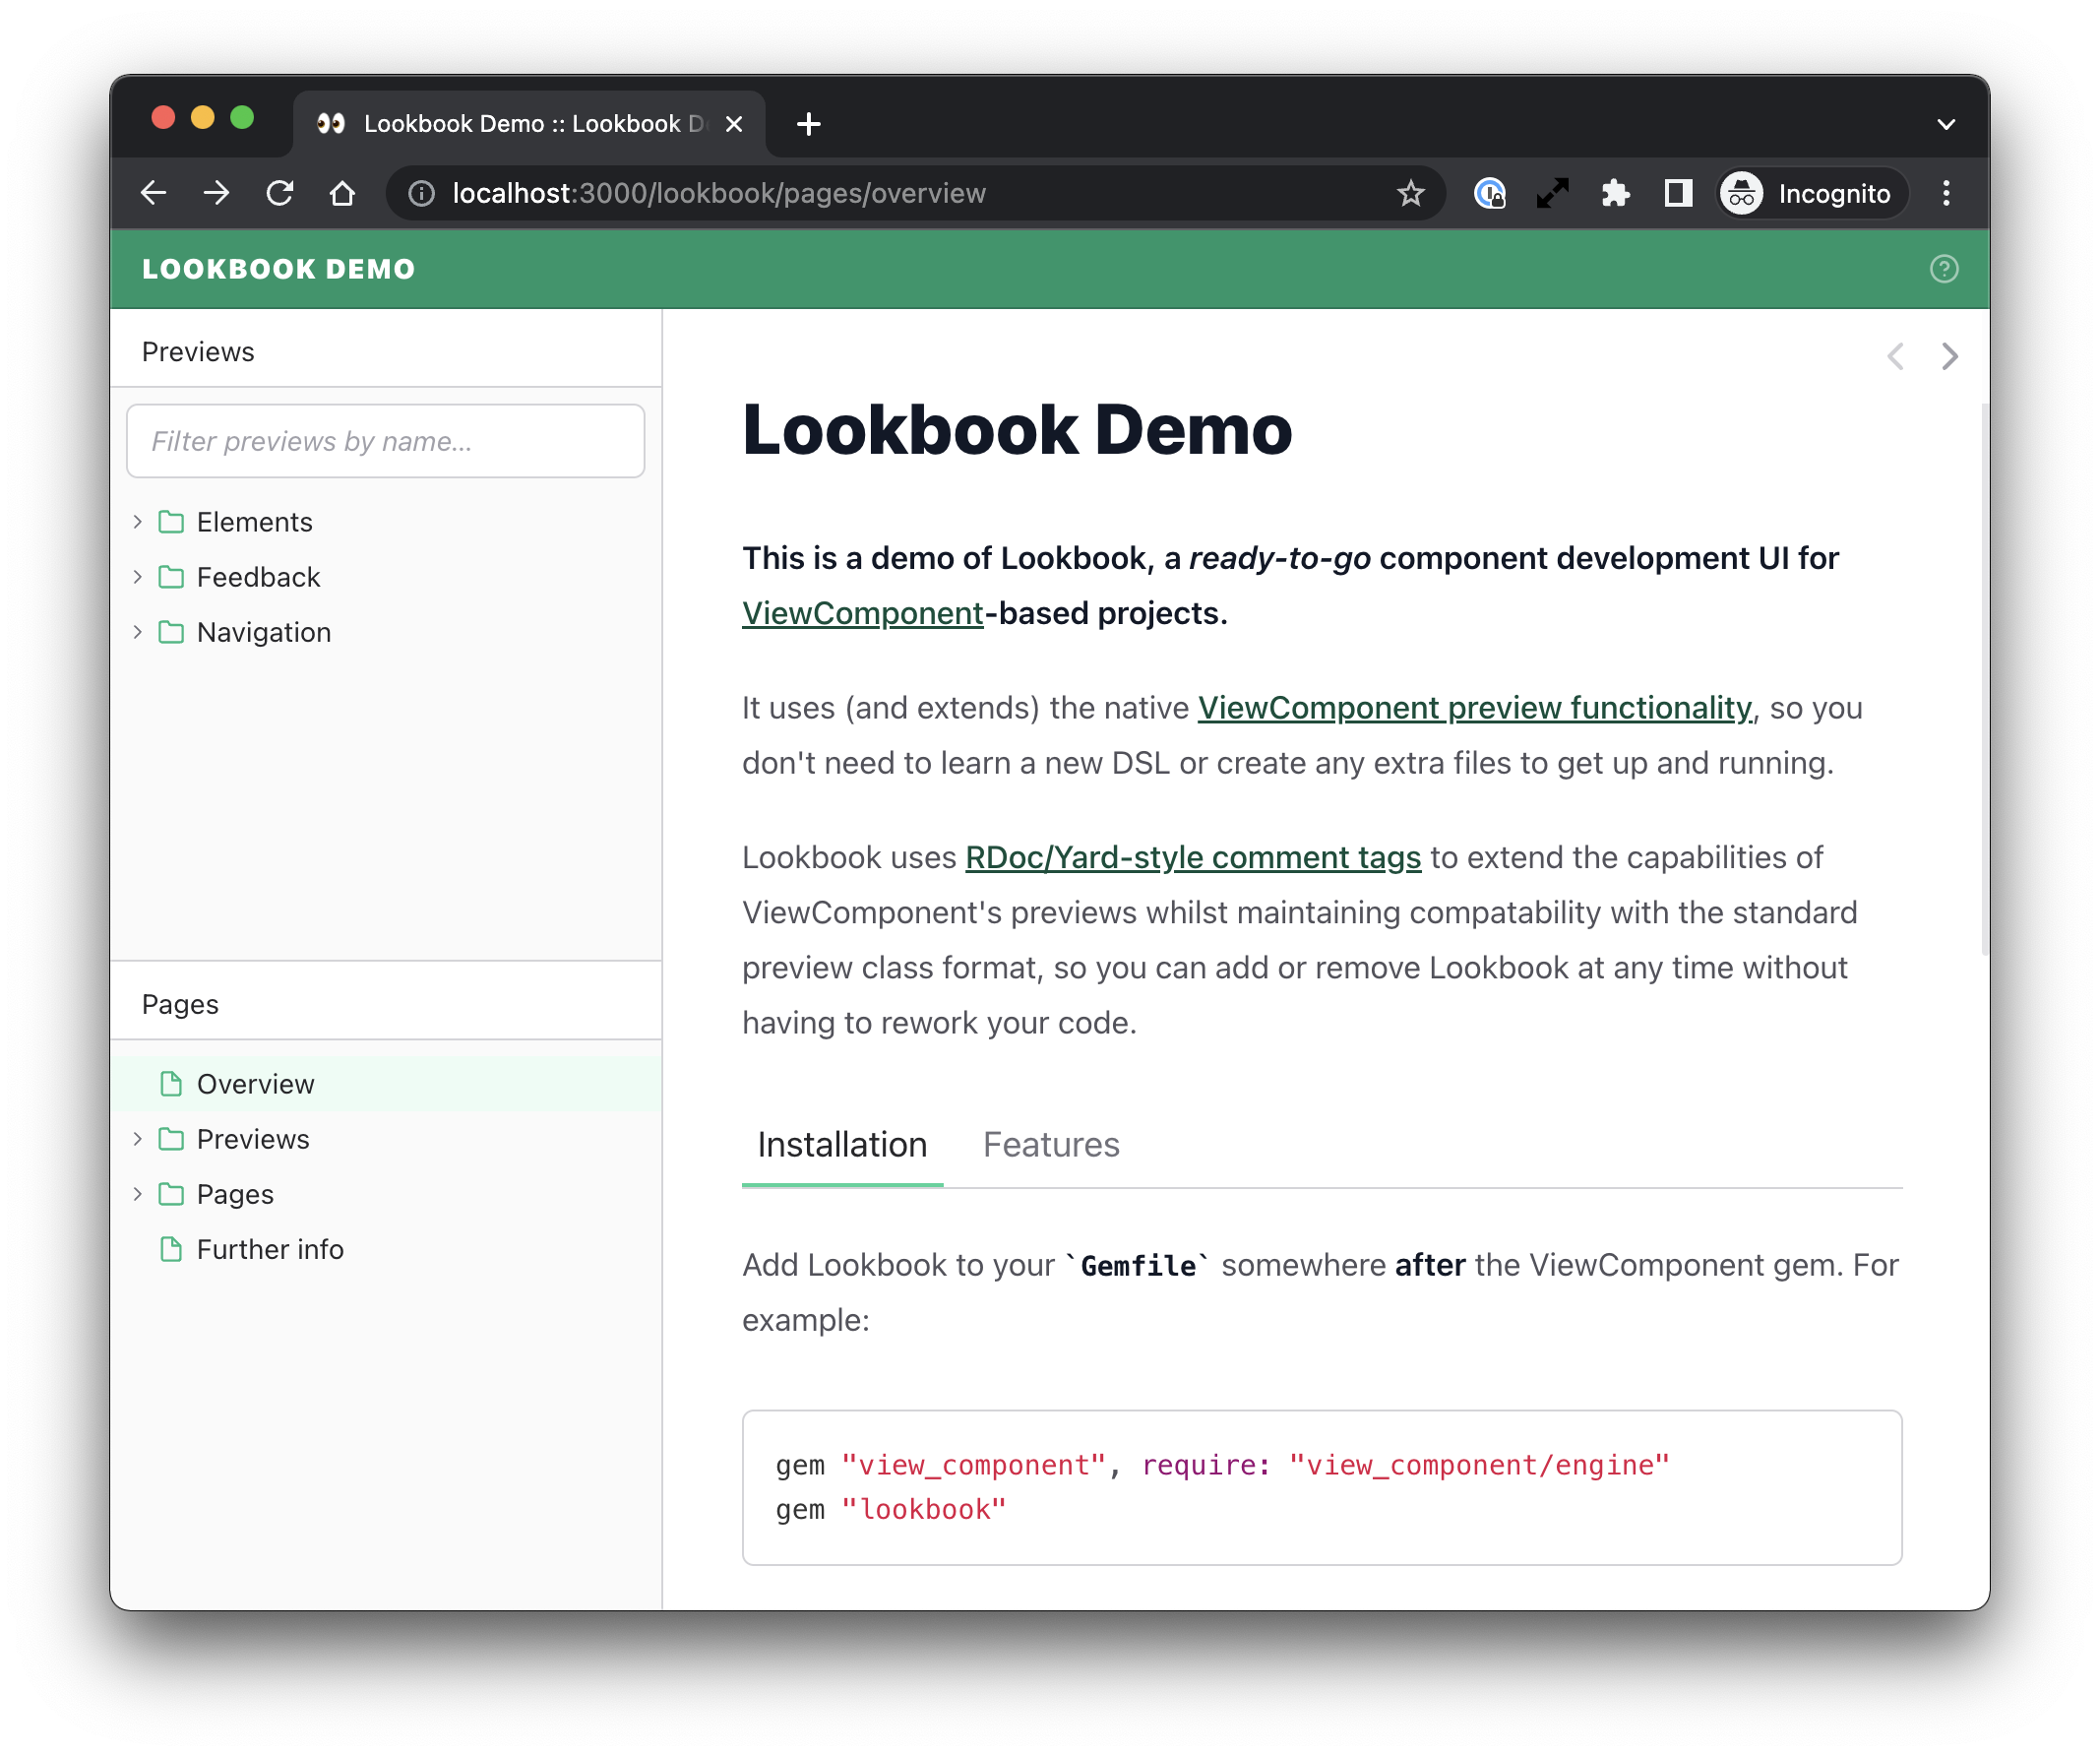 Lookbook Demo :: Lookbook D
localhost:3000/lookbook/pages/overview
Incognito
LOOKBOOK DEMO
Previews
Filter previews by name...
Elements
Feedback
Navigation
Pages
Overview
Previews
Pages
Further info
Lookbook Demo
This is a demo of Lookbook, a ready-to-go component development UI for
ViewComponent-based projects.
It uses (and extends) the native ViewComponent preview functionality, so you
don't need to learn a new DSL or create any extra files to get up and running.
Lookbook uses RDoc/Yard-style comment tags to extend the capabilities of
ViewComponent's previews whilst maintaining compatability with the standard
preview class format, so you can add or remove Lookbook at any time without
having to rework your code.
Installation Features
Add Lookbook to your `Gemfile` somewhere after the ViewComponent gem. For
example:
gem "view_component", require: "view_component/engine"
gem "lookbook"